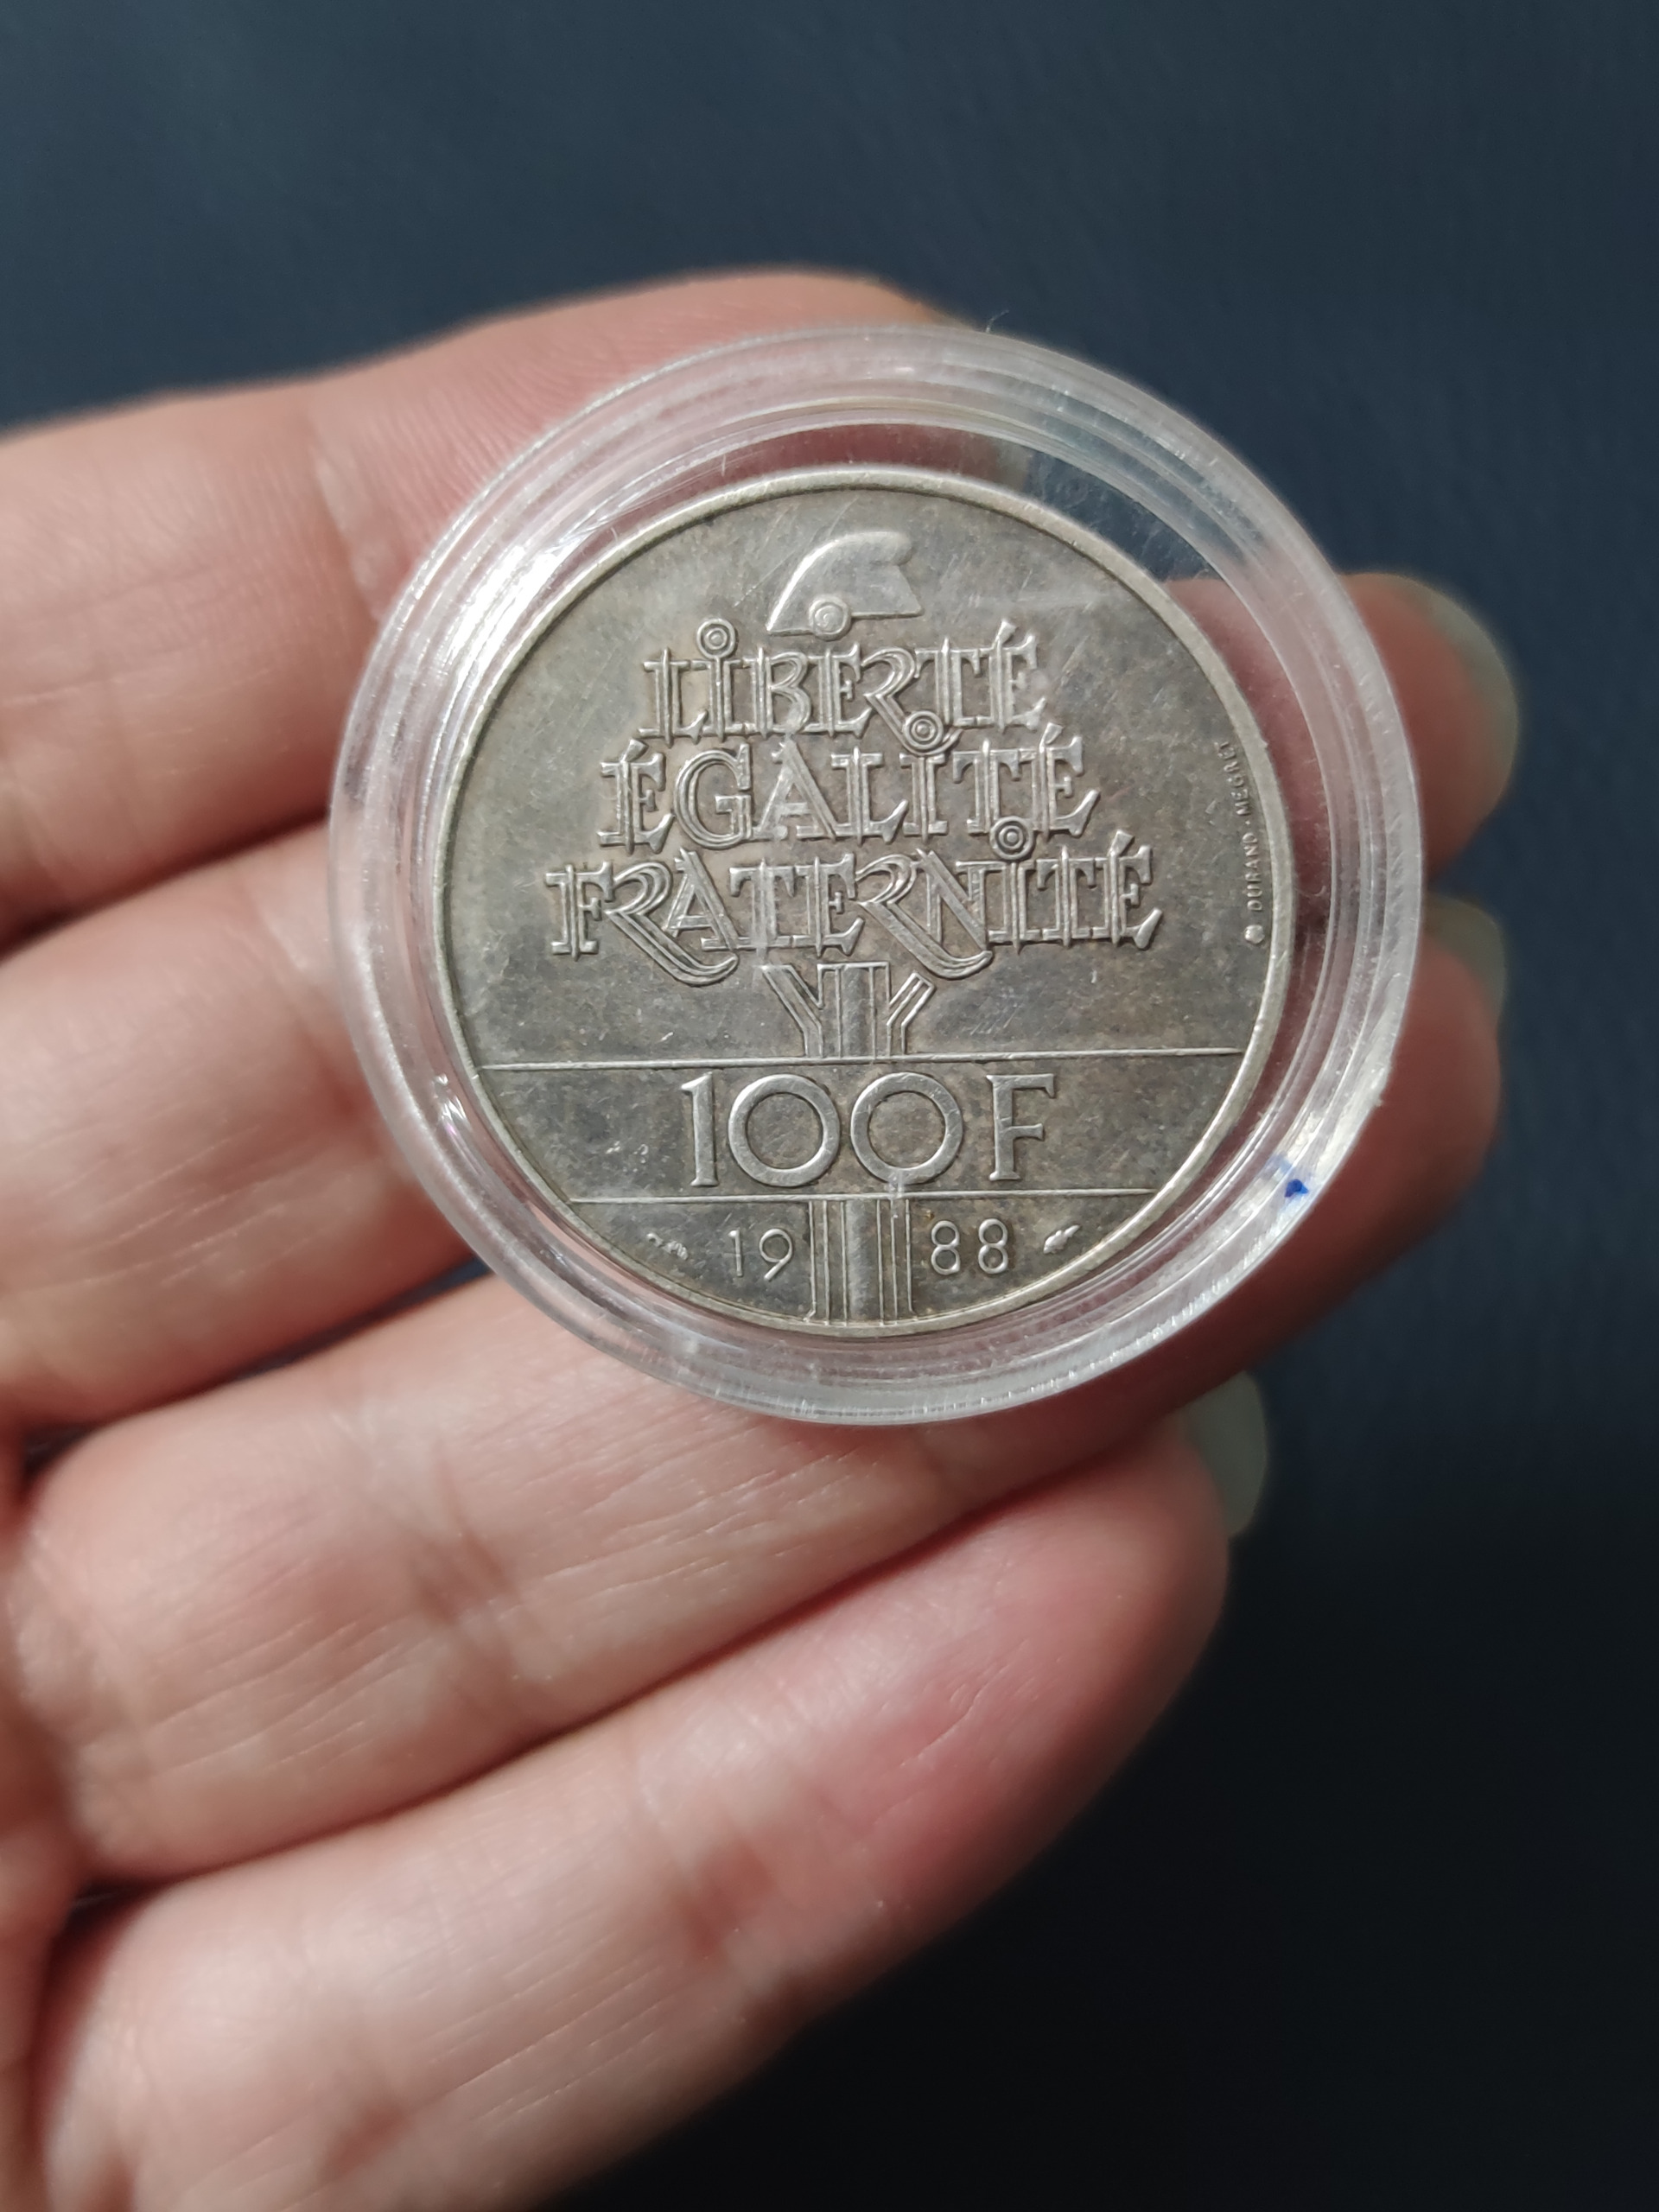 LIBERTÉ
ÉGALITÉ
FRATERNITÉ
100F
19 88
DURAND·MEGRET